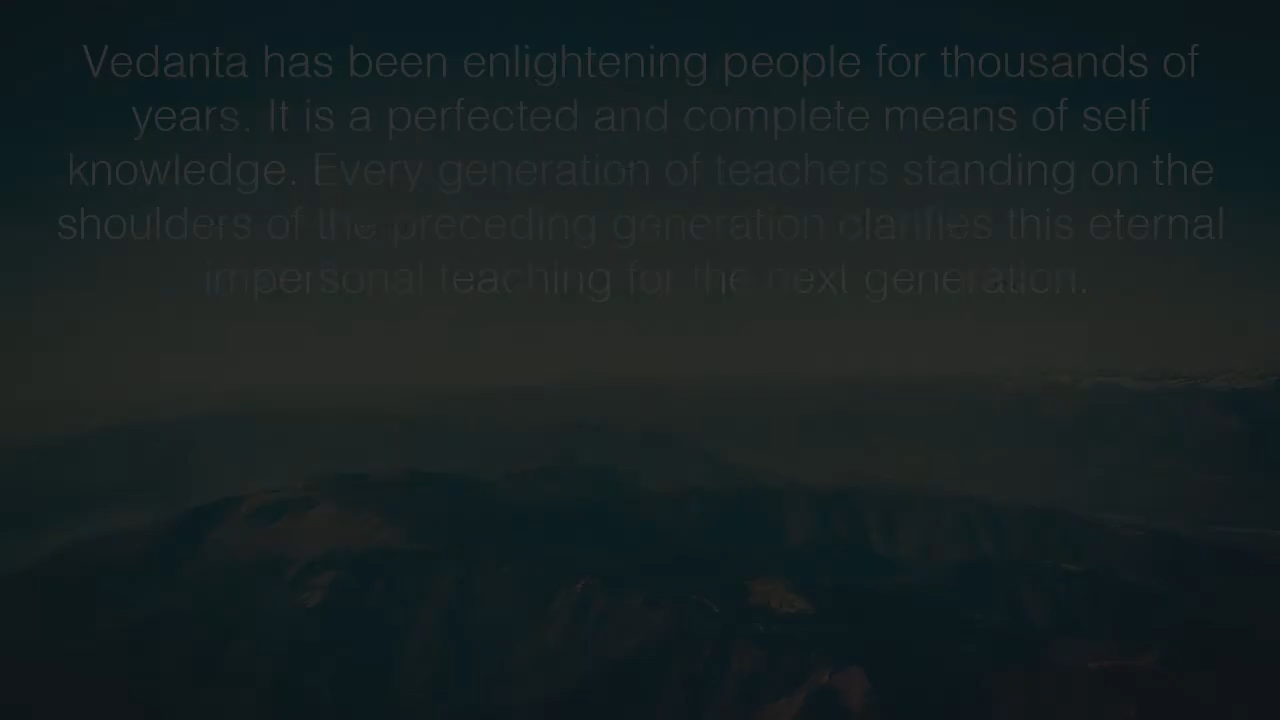 Vedanta has been enlightening people for thousands of
years. It is a perfected and complete means of self
knowledge. Every generation of teachers standing on the
shoulders of the preceding generation clarifies this eternal
impersonal teaching for the next generation.